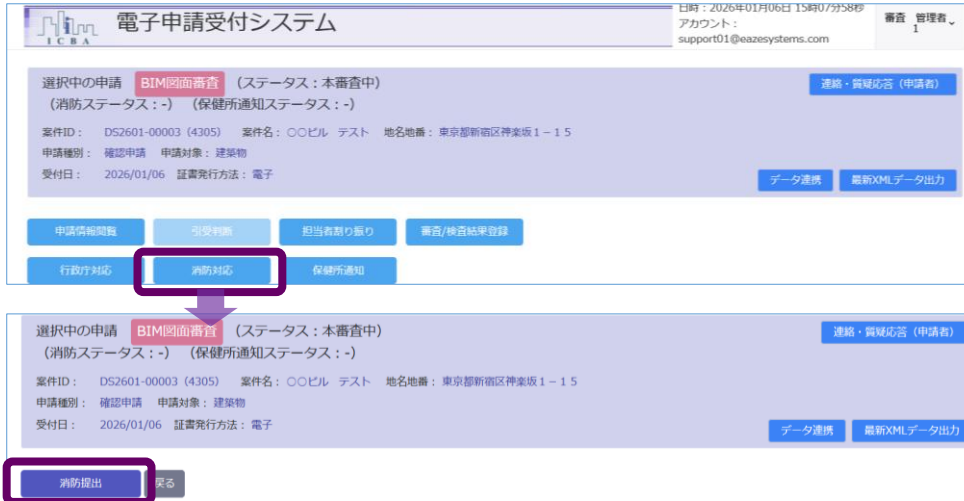 電子申請受付システム
ICBA
日時：2026年01月06日 15時07分58秒
アカウント：
support01@eazesystems.com
審査 管理者
1
選択中の申請 BIM図面審査 （ステータス：本審査中）
連絡・質疑応答（申請者）
（消防ステータス：-） （保健所通知ステータス：-）
案件ID： DS2601-00003（4305） 案件名：〇〇ビル テスト 地名地番：東京都新宿区神楽坂１－１５
申請種別： 確認申請 申請対象：建築物
受付日： 2026/01/06 証書発行方法：電子
データ連携 最新XMLデータ出力
申請情報閲覧 引受判断 担当者割り振り 審査/検査結果登録
行政庁対応 消防対応 保健所通知
選択中の申請 BIM図面審査 （ステータス：本審査中）
連絡・質疑応答（申請者）
（消防ステータス：-） （保健所通知ステータス：-）
案件ID： DS2601-00003（4305） 案件名：〇〇ビル テスト 地名地番：東京都新宿区神楽坂１－１５
申請種別： 確認申請 申請対象：建築物
受付日： 2026/01/06 証書発行方法：電子
データ連携 最新XMLデータ出力
消防提出 戻る